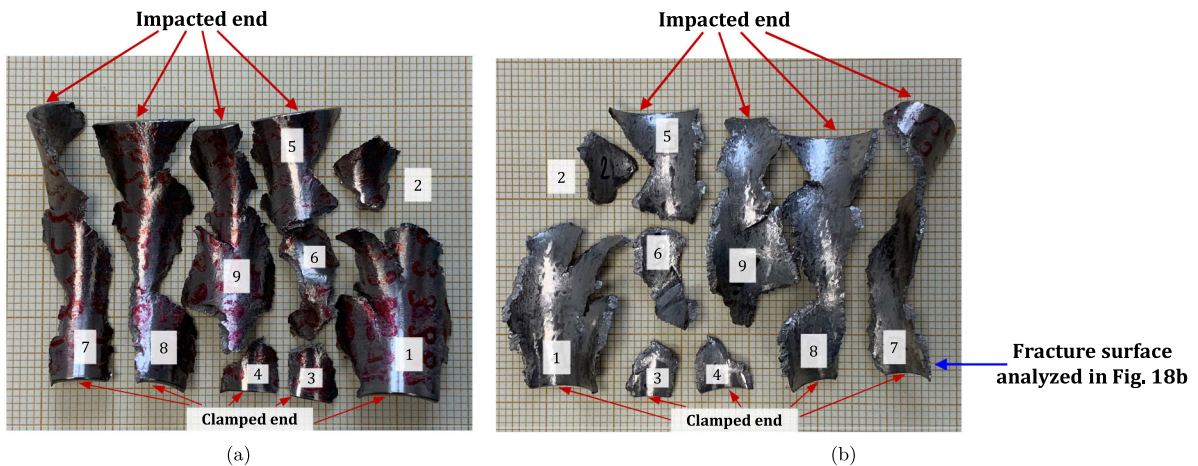 Impacted end
5
2
6
9
7
8
1
4
3
Clamped end
(a)
Impacted end
5
2
2
6
9
1
8
7
3
4
Clamped end
Fracture surface
analyzed in Fig. 18b
(b)